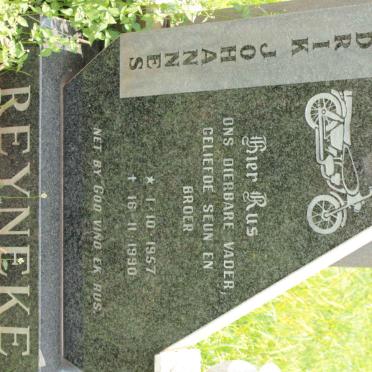 DRIK JOHANNES
Hier Rus
ONS DIERBARE VADER,
GELIEFDE SEUN EN
BROER
★ 1.10.1957
✝ 16.11.1990
NET BY GOD VIND EK RUS
REYNEKE